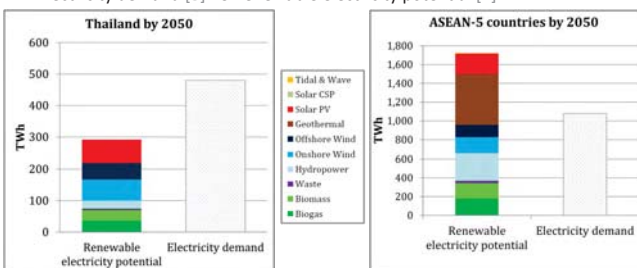 Thailand by 2050
600
500
400
300
200
100
0
TWh
Renewable
electricity potential
Electricity demand
Tidal & Wave
Solar CSP
Solar PV
Geothermal
Offshore Wind
Onshore Wind
Hydropower
Waste
Biomass
Biogas
ASEAN-5 countries by 2050
1,800
1,600
1,400
1,200
1,000
800
600
400
200
0
TWh
Renewable
electricity potential
Electricity demand